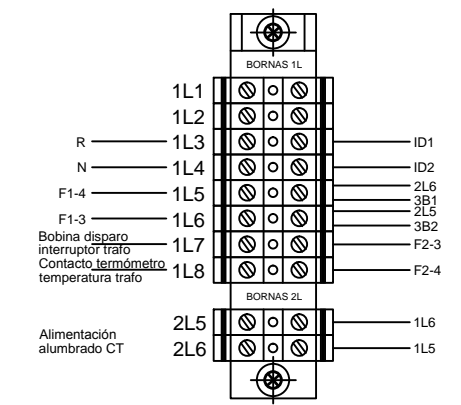 BORNAS 1L
1L1
1L2
R 1L3 ID1
N 1L4 ID2
F1-4 1L5 2L6
3B1
F1-3 1L6 2L5
3B2
Bobina disparo
interruptor trafo 1L7 F2-3
Contacto termómetro
temperatura trafo 1L8 F2-4
BORNAS 2L
Alimentación 2L5 1L6
alumbrado CT 2L6 1L5